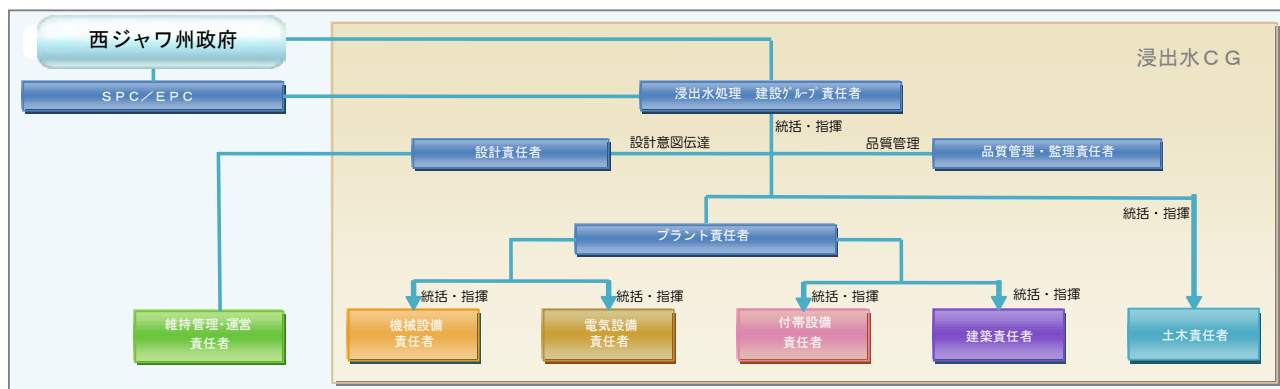 西ジャワ州政府
浸出水CG
SPC/EPC
浸出水処理 建設グループ責任者
統括・指揮
設計意図伝達
品質管理
設計責任者
品質管理・監理責任者
統括・指揮
プラント責任者
統括・指揮
統括・指揮
統括・指揮
統括・指揮
維持管理・運営
責任者
機械設備
責任者
電気設備
責任者
付帯設備
責任者
建築責任者
土木責任者